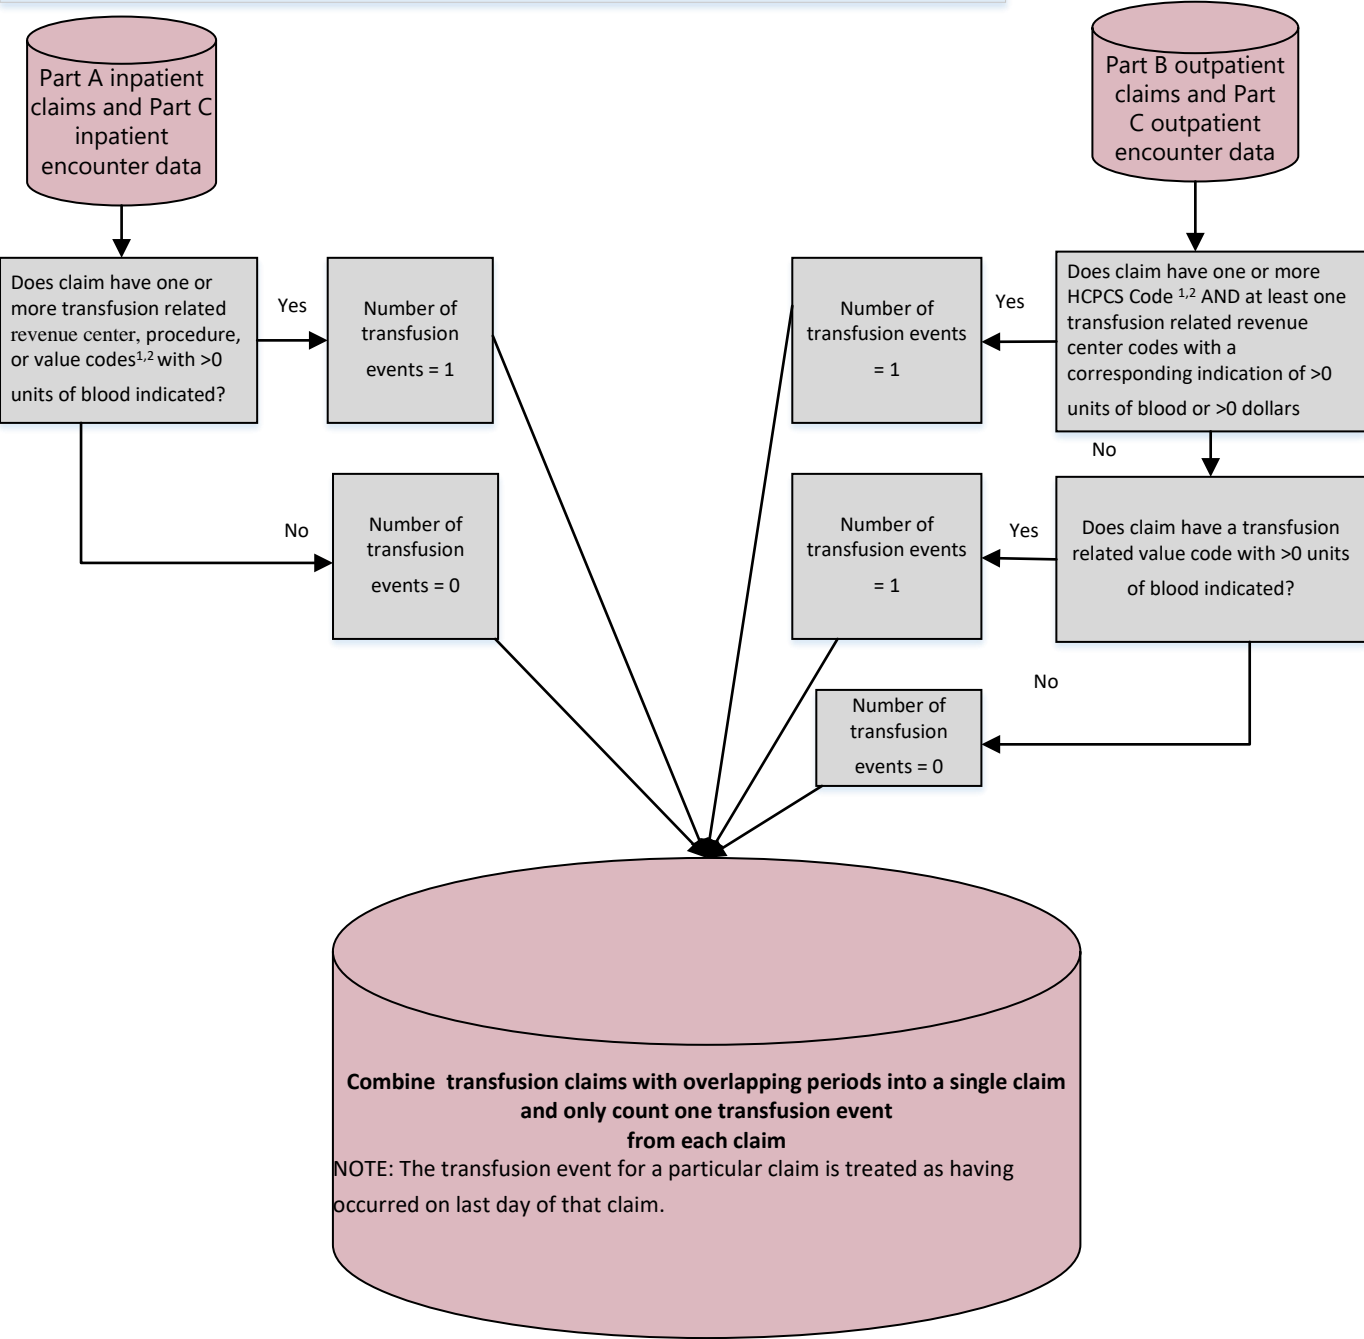 Part A inpatient
claims and Part C
inpatient
encounter data
Part B outpatient
claims and Part
C outpatient
encounter data
Does claim have one or
more transfusion related
revenue center, procedure,
or value codes1,2 with >0
units of blood indicated?
Yes
Number of
transfusion
events = 1
Number of
transfusion events
= 1
Yes
Does claim have one or more
HCPCS Code 1,2 AND at least one
transfusion related revenue
center codes with a
corresponding indication of >0
units of blood or >0 dollars
No
No
Number of
transfusion
events = 0
Number of
transfusion events
= 1
Yes
Does claim have a transfusion
related value code with >0 units
of blood indicated?
No
Number of
transfusion
events = 0
Combine transfusion claims with overlapping periods into a single claim
and only count one transfusion event
from each claim
NOTE: The transfusion event for a particular claim is treated as having
occurred on last day of that claim.